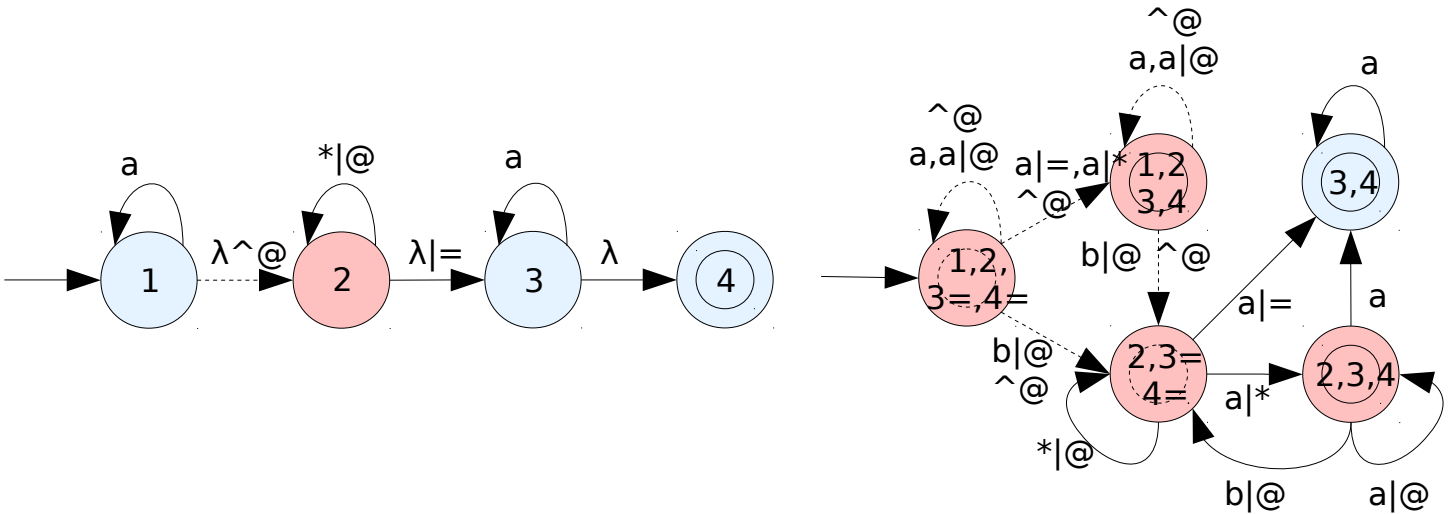 a
*|@
a
λ^@
λ|=
λ
1
2
3
4
^@
a,a|@
a
^@
a,a|@
a|=,a|*
^@
1,2
3,4
3,4
1,2,
3=,4=
b|@
^@
a|=
a
b|@
^@
2,3=
4=
2,3,4
a|*
*|@
b|@
a|@